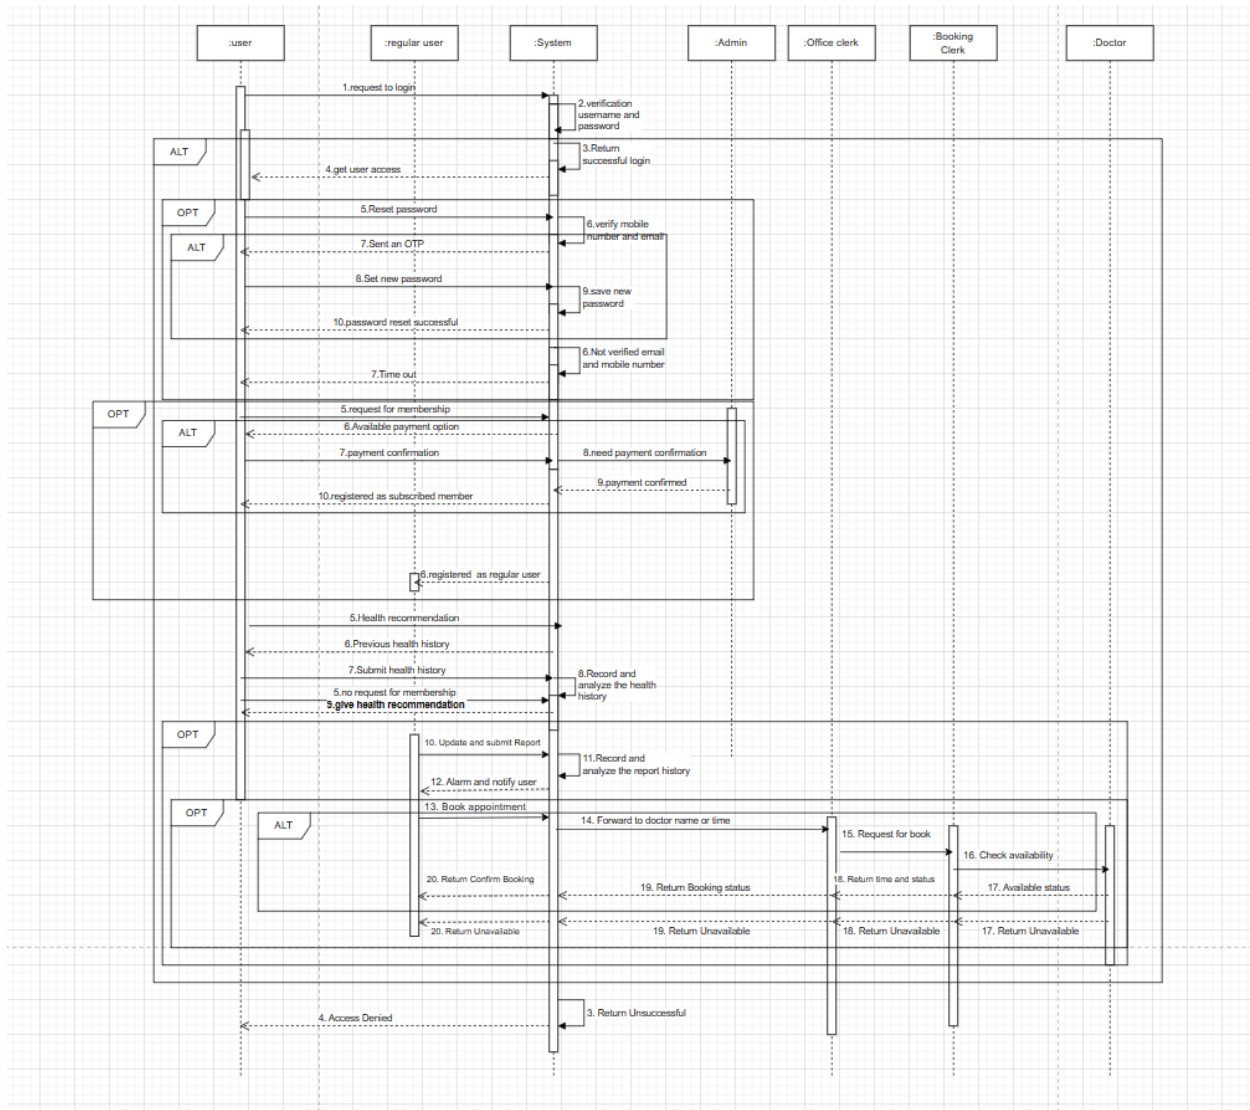 :user
:regular user
:System
:Admin
:Office clerk
:Booking
Clerk
:Doctor
1.request to login
2.verification
username and
password
ALT
3.Return
successful login
4.get user access
OPT
5.Reset password
6.verify mobile
number and email
ALT
7.Sent an OTP
8.Set new password
9.save new
password
10.password reset successful
6.Not verified email
and mobile number
7.Time out
OPT
5.request for membership
ALT
6.Available payment option
7.payment confirmation
8.need payment confirmation
9.payment confirmed
10.registered as subscribed member
6.registered as regular user
5.Health recommendation
6.Previous health history
7.Submit health history
8.Record and
analyze the health
history
5.no request for membership
9.give health recommendation
OPT
10. Update and submit Report
11.Record and
analyze the report history
12. Alarm and notify user
OPT
13. Book appointment
ALT
14. Forward to doctor name or time
15. Request for book
16. Check availability
20. Return Confirm Booking
19. Return Booking status
18. Return time and status
17. Available status
20. Return Unavailable
19. Return Unavailable
18. Return Unavailable
17. Return Unavailable
3. Return Unsuccessful
4. Access Denied